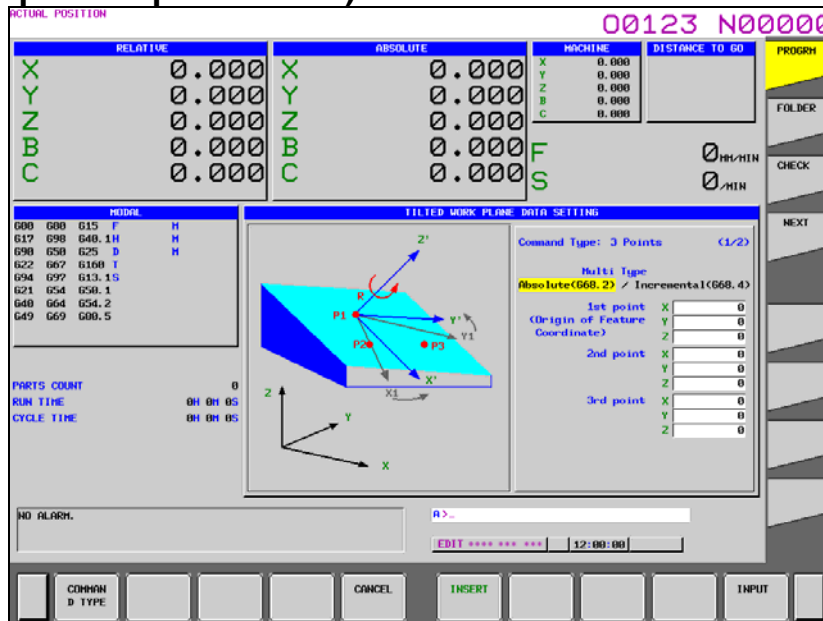 ACTUAL POSITION
O0123 N00000
RELATIVE
X 0.000
Y 0.000
Z 0.000
B 0.000
C 0.000
ABSOLUTE
X 0.000
Y 0.000
Z 0.000
B 0.000
C 0.000
MACHINE
X 0.000
Y 0.000
Z 0.000
B 0.000
C 0.000
DISTANCE TO GO
F 0 MM/MIN
S 0 /MIN
PROGRM
FOLDER
CHECK
NEXT
MODAL
G00 G80 G15 F M
G17 G98 G40.1 H M
G90 G50 G25 D M
G22 G67 G160 T
G94 G97 G13.1 S
G21 G54 G50.1
G40 G64 G54.2
G49 G69 G80.5
PARTS COUNT 0
RUN TIME 0H 0M 0S
CYCLE TIME 0H 0M 0S
TILTED WORK PLANE DATA SETTING
Z'
R
P1
Y'
Y1
P2
P3
X'
X1
Z
Y
X
Command Type: 3 Points (1/2)
Multi Type
Absolute(G68.2) / Incremental(G68.4)
1st point X 0
(Origin of Feature Y 0
Coordinate) Z 0
2nd point X 0
Y 0
Z 0
3rd point X 0
Y 0
Z 0
NO ALARM.
A>_
EDIT **** *** *** 12:00:00
COMMAN
D TYPE
CANCEL
INSERT
INPUT